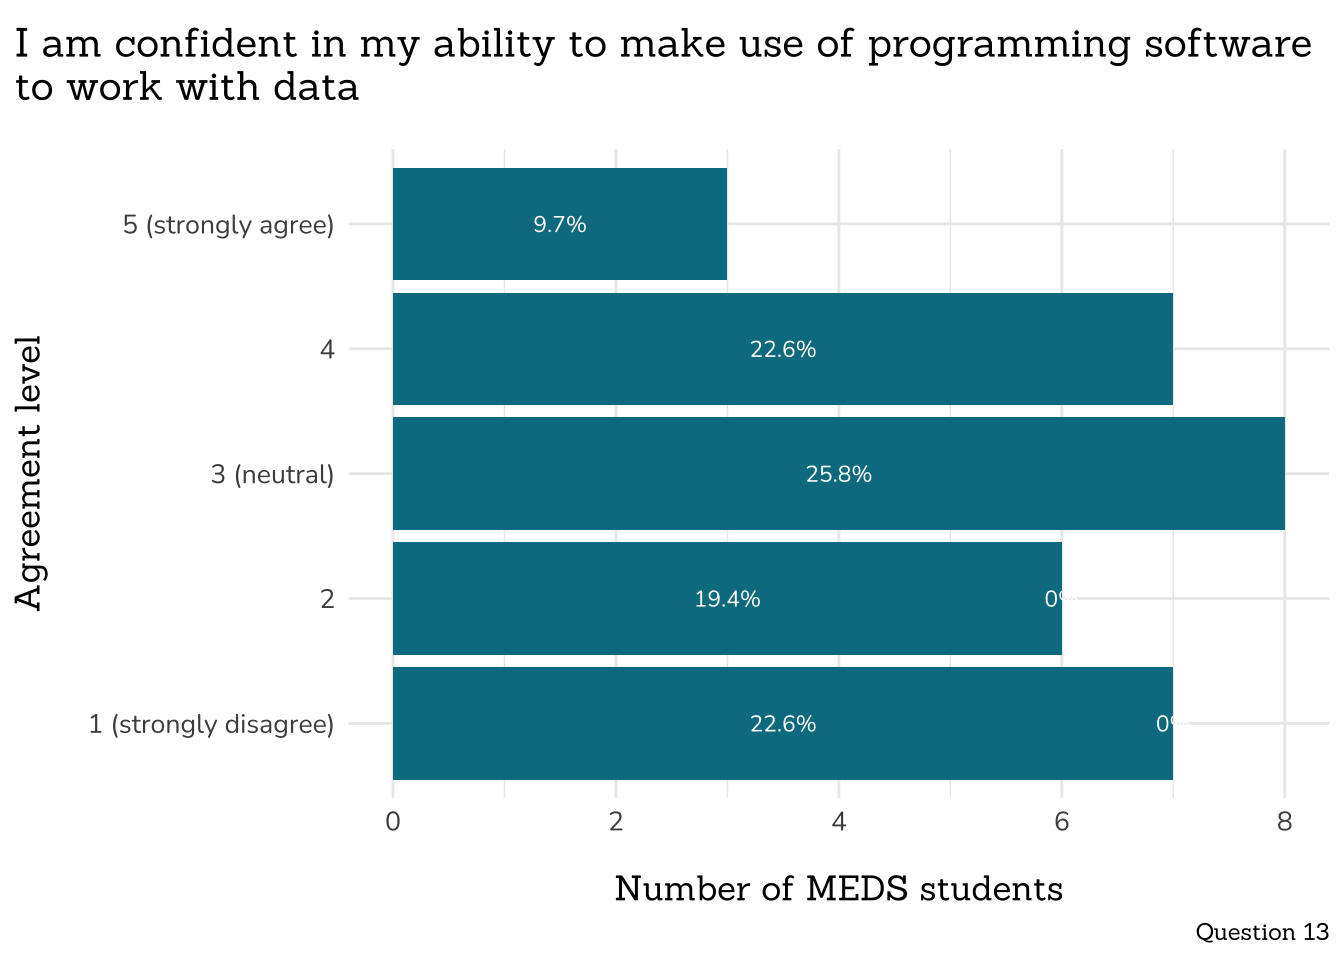 I am confident in my ability to make use of programming software
to work with data
Agreement level
5 (strongly agree)
9.7%
4
22.6%
3 (neutral)
25.8%
2
19.4%
0%
1 (strongly disagree)
22.6%
0%
0 2 4 6 8
Number of MEDS students
Question 13